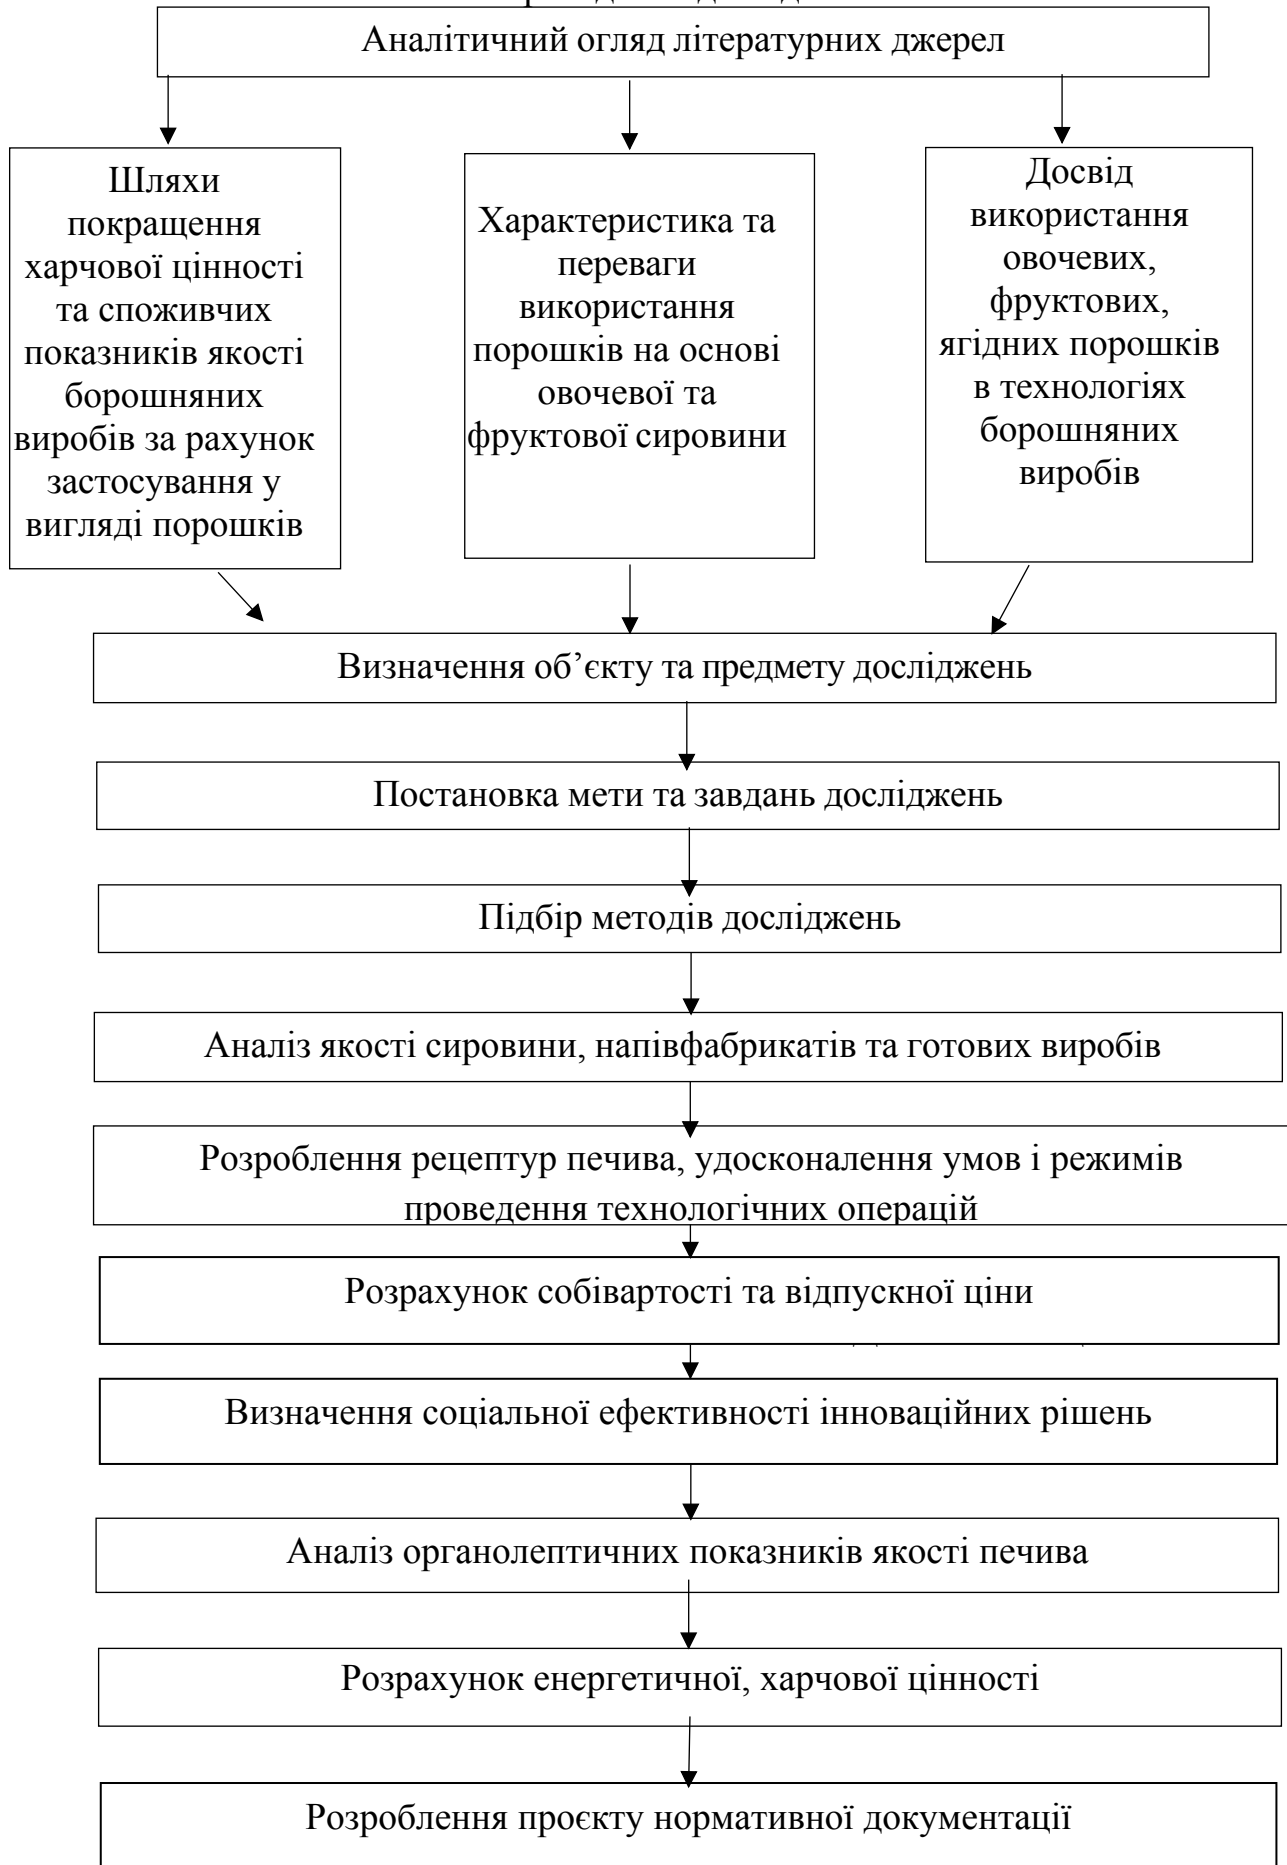 Аналітичний огляд літературних джерел
Шляхи
покращення
харчової цінності
та споживчих
показників якості
борошняних
виробів за рахунок
застосування у
вигляді порошків
Характеристика та
переваги
використання
порошків на основі
овочевої та
фруктової сировини
Досвід
використання
овочевих,
фруктових,
ягідних порошків
в технологіях
борошняних
виробів
Визначення об’єкту та предмету досліджень
Постановка мети та завдань досліджень
Підбір методів досліджень
Аналіз якості сировини, напівфабрикатів та готових виробів
Розроблення рецептур печива, удосконалення умов і режимів
проведення технологічних операцій
Розрахунок собівартості та відпускної ціни
Визначення соціальної ефективності інноваційних рішень
Аналіз органолептичних показників якості печива
Розрахунок енергетичної, харчової цінності
Розроблення проєкту нормативної документації